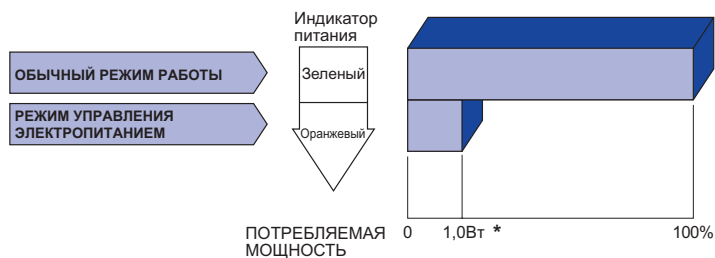 Индикатор
питания
ОБЫЧНЫЙ РЕЖИМ РАБОТЫ
Зеленый
РЕЖИМ УПРАВЛЕНИЯ
ЭЛЕКТРОПИТАНИЕМ
Оранжевый
ПОТРЕБЛЯЕМАЯ
МОЩНОСТЬ
0 1,0Вт * 100%